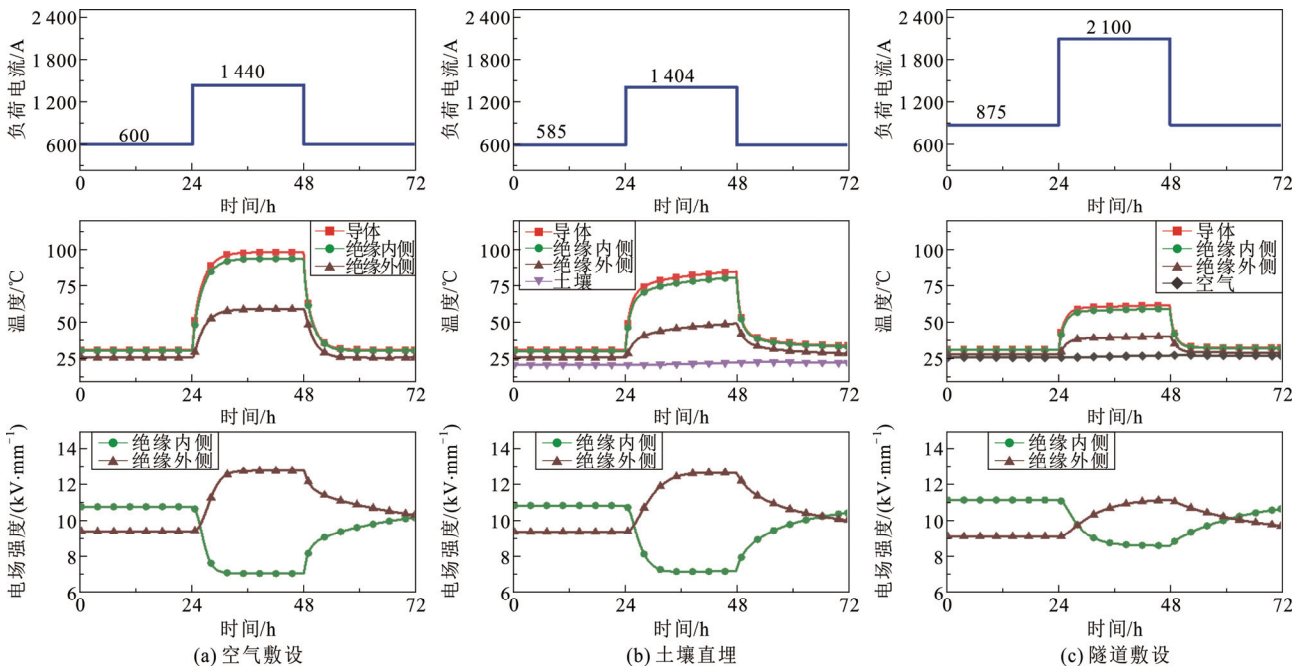 负荷电流/A
2 400
1 800
1 200
600
600
1 440
0
24
48
72
时间/h
温度/℃
100
75
50
25
导体
绝缘内侧
绝缘外侧
0
24
48
72
时间/h
电场强度/(kV·mm⁻¹)
14
12
10
8
6
绝缘内侧
绝缘外侧
0
24
48
72
时间/h
(a) 空气敷设
负荷电流/A
2 400
1 800
1 200
600
585
1 404
0
24
48
72
时间/h
温度/℃
100
75
50
25
导体
绝缘内侧
绝缘外侧
土壤
0
24
48
72
时间/h
电场强度/(kV·mm⁻¹)
14
12
10
8
6
绝缘内侧
绝缘外侧
0
24
48
72
时间/h
(b) 土壤直埋
负荷电流/A
2 400
1 800
1 200
600
875
2 100
0
24
48
72
时间/h
温度/℃
100
75
50
25
导体
绝缘内侧
绝缘外侧
空气
0
24
48
72
时间/h
电场强度/(kV·mm⁻¹)
14
12
10
8
6
绝缘内侧
绝缘外侧
0
24
48
72
时间/h
(c) 隧道敷设